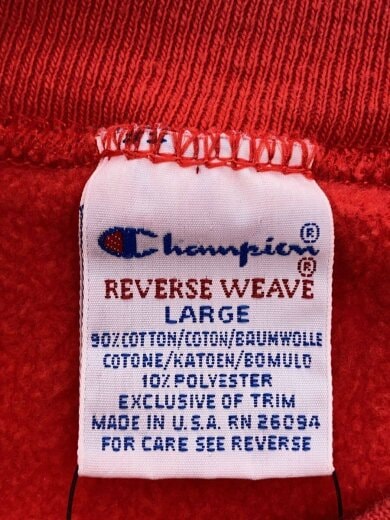 Champion®
REVERSE WEAVE®
LARGE
90% COTTON/COTON/BAUMWOLLE
COTONE/KATOEN/BOMULD
10% POLYESTER
EXCLUSIVE OF TRIM
MADE IN U.S.A. RN 26094
FOR CARE SEE REVERSE